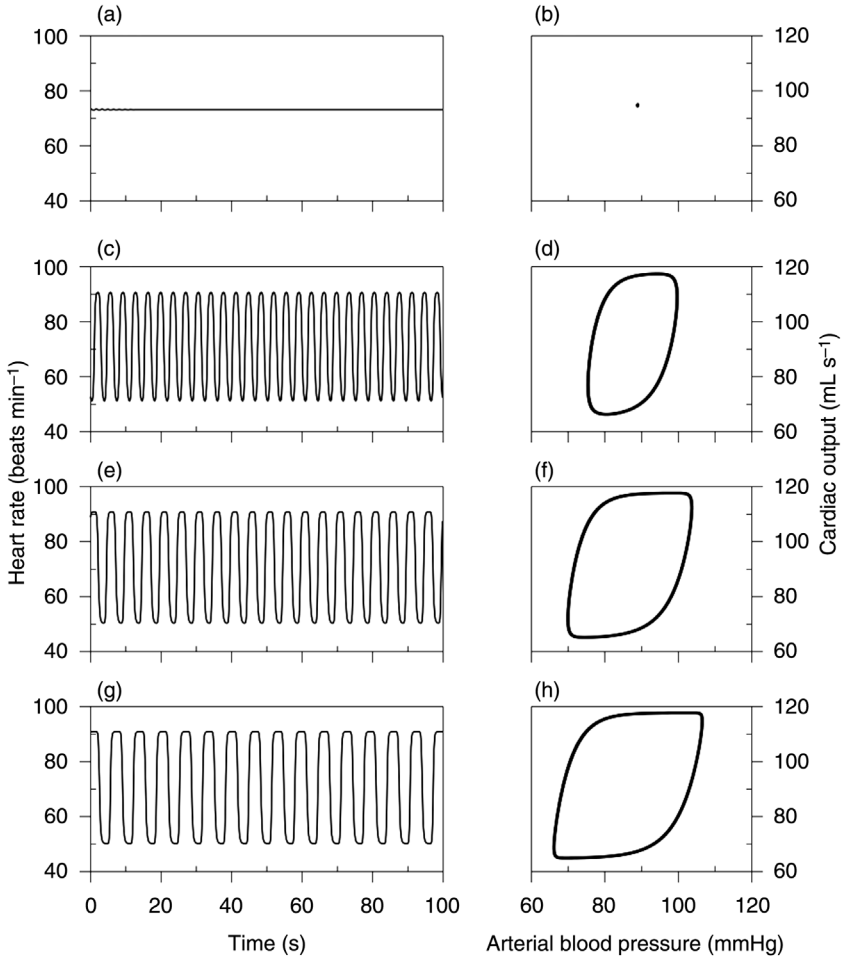 (a)
(b)
100
80
60
40
120
100
80
60
(c)
(d)
100
80
60
40
120
100
80
60
(e)
(f)
100
80
60
40
120
100
80
60
(g)
(h)
100
80
60
40
120
100
80
60
0 20 40 60 80 100
60 80 100 120
Heart rate (beats min⁻¹)
Cardiac output (mL s⁻¹)
Time (s)
Arterial blood pressure (mmHg)